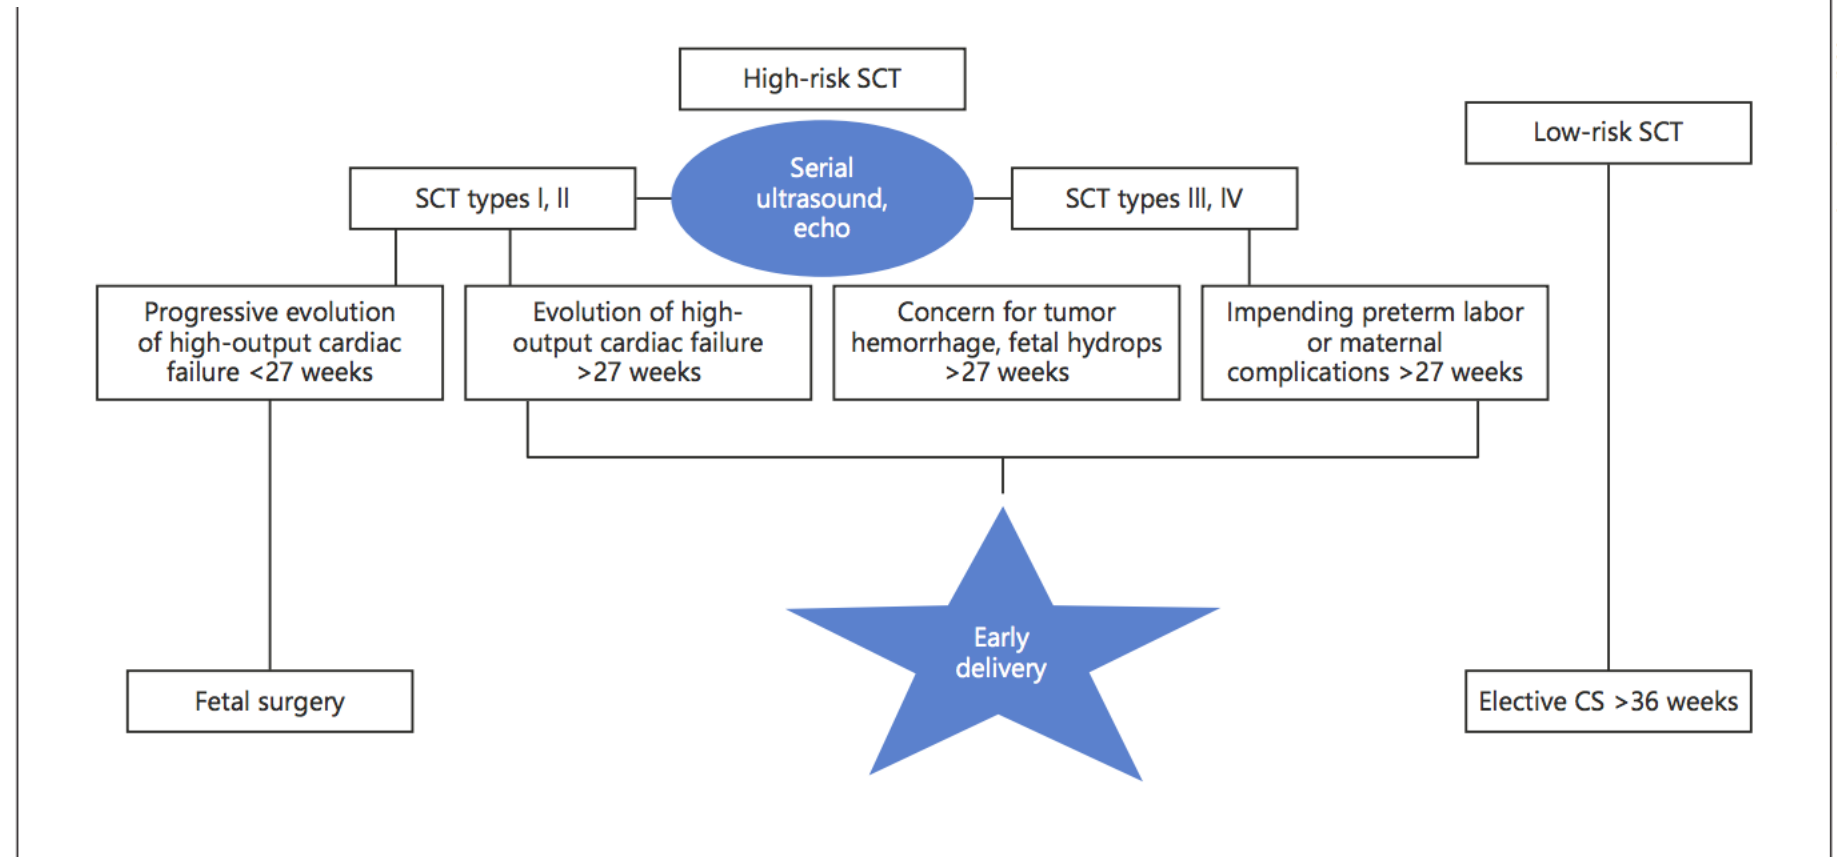 High-risk SCT
Low-risk SCT
Serial
ultrasound,
echo
SCT types I, II
SCT types III, IV
Progressive evolution
of high-output cardiac
failure <27 weeks
Evolution of high-
output cardiac failure
>27 weeks
Concern for tumor
hemorrhage, fetal hydrops
>27 weeks
Impending preterm labor
or maternal
complications >27 weeks
Early
delivery
Fetal surgery
Elective CS >36 weeks